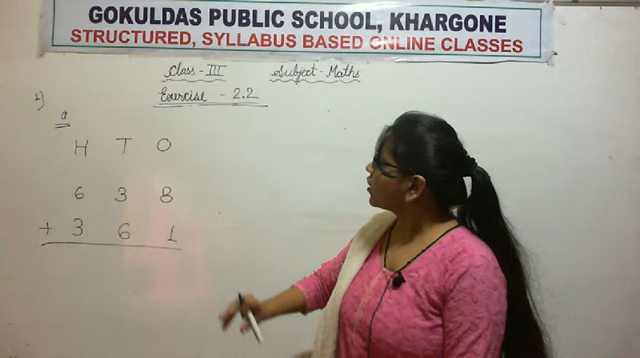 GOKULDAS PUBLIC SCHOOL, KHARGONE
STRUCTURED, SYLLABUS BASED ONLINE CLASSES
Class - III Subject - Maths
Exercise - 2.2
1)
a
H T O
6 3 8
+ 3 6 1